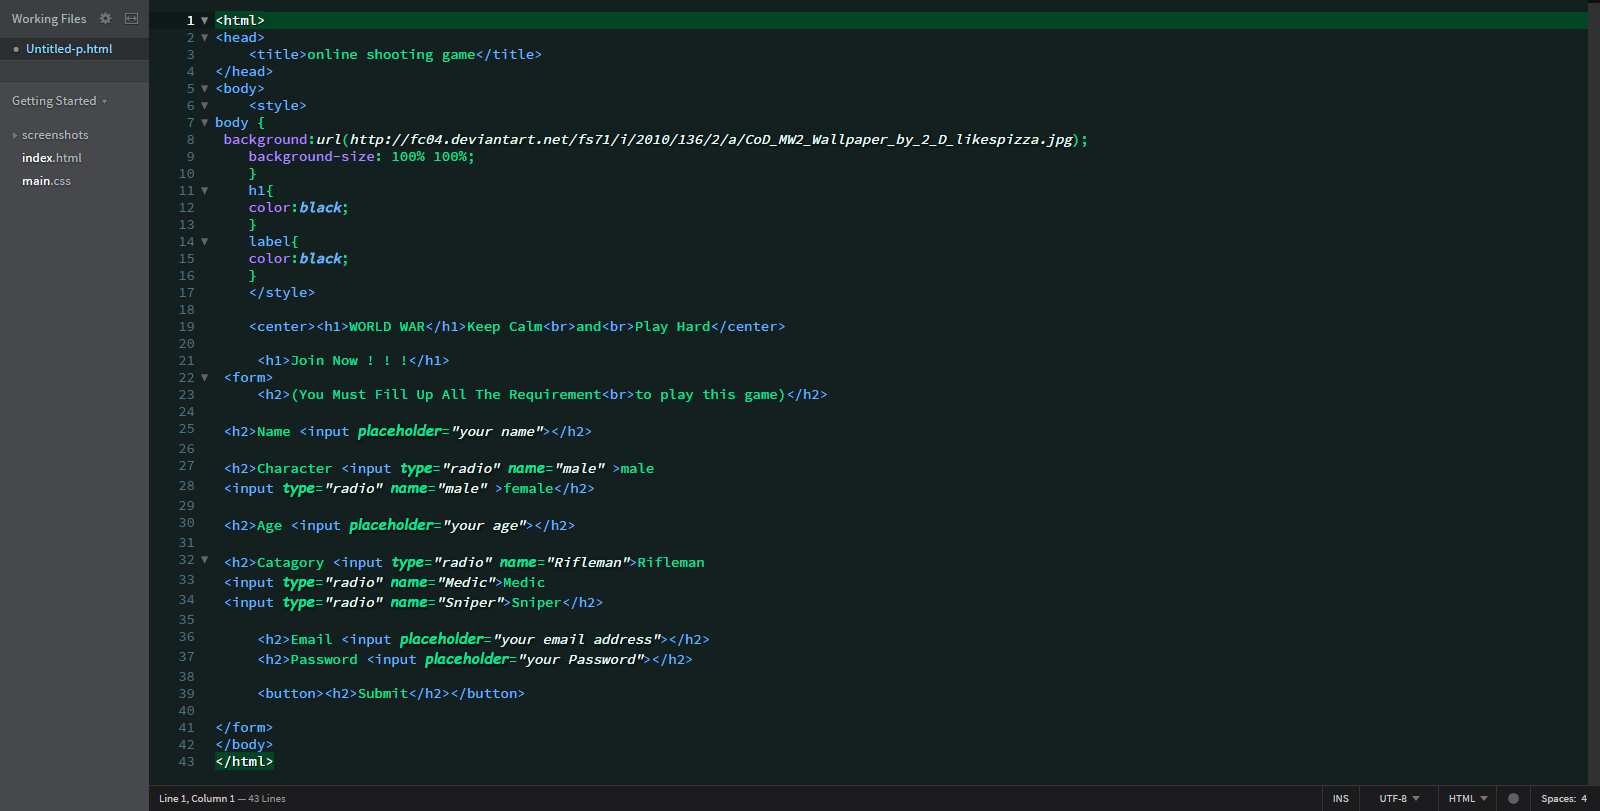 Working Files
Untitled-p.html
Getting Started
screenshots
index.html
main.css
1 <html>
2 <head>
3 <title>online shooting game</title>
4 </head>
5 <body>
6 <style>
7 body {
8 background:url(http://fc04.deviantart.net/fs71/i/2010/136/2/a/CoD_MW2_Wallpaper_by_2_D_likespizza.jpg);
9 background-size: 100% 100%;
10 }
11 h1{
12 color:black;
13 }
14 label{
15 color:black;
16 }
17 </style>
18
19 <center><h1>WORLD WAR</h1>Keep Calm<br>and<br>Play Hard</center>
20
21 <h1>Join Now ! ! !</h1>
22 <form>
23 <h2>(You Must Fill Up All The Requirement<br>to play this game)</h2>
24
25 <h2>Name <input placeholder="your name"></h2>
26
27 <h2>Character <input type="radio" name="male" >male
28 <input type="radio" name="male" >female</h2>
29
30 <h2>Age <input placeholder="your age"></h2>
31
32 <h2>Catagory <input type="radio" name="Rifleman">Rifleman
33 <input type="radio" name="Medic">Medic
34 <input type="radio" name="Sniper">Sniper</h2>
35
36 <h2>Email <input placeholder="your email address"></h2>
37 <h2>Password <input placeholder="your Password"></h2>
38
39 <button><h2>Submit</h2></button>
40
41 </form>
42 </body>
43 </html>
Line 1, Column 1 — 43 Lines
INS UTF-8 HTML Spaces: 4